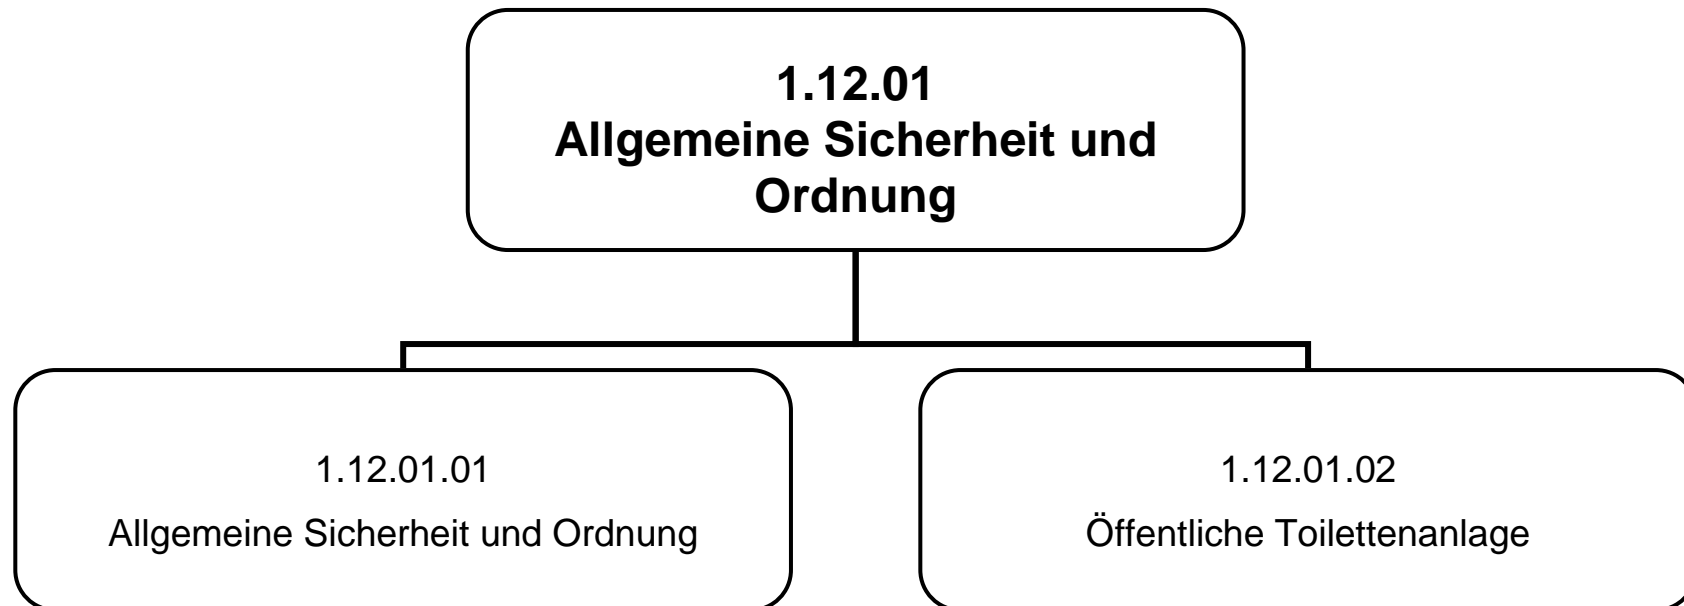 1.12.01
Allgemeine Sicherheit und
Ordnung
1.12.01.01
Allgemeine Sicherheit und Ordnung
1.12.01.02
Öffentliche Toilettenanlage